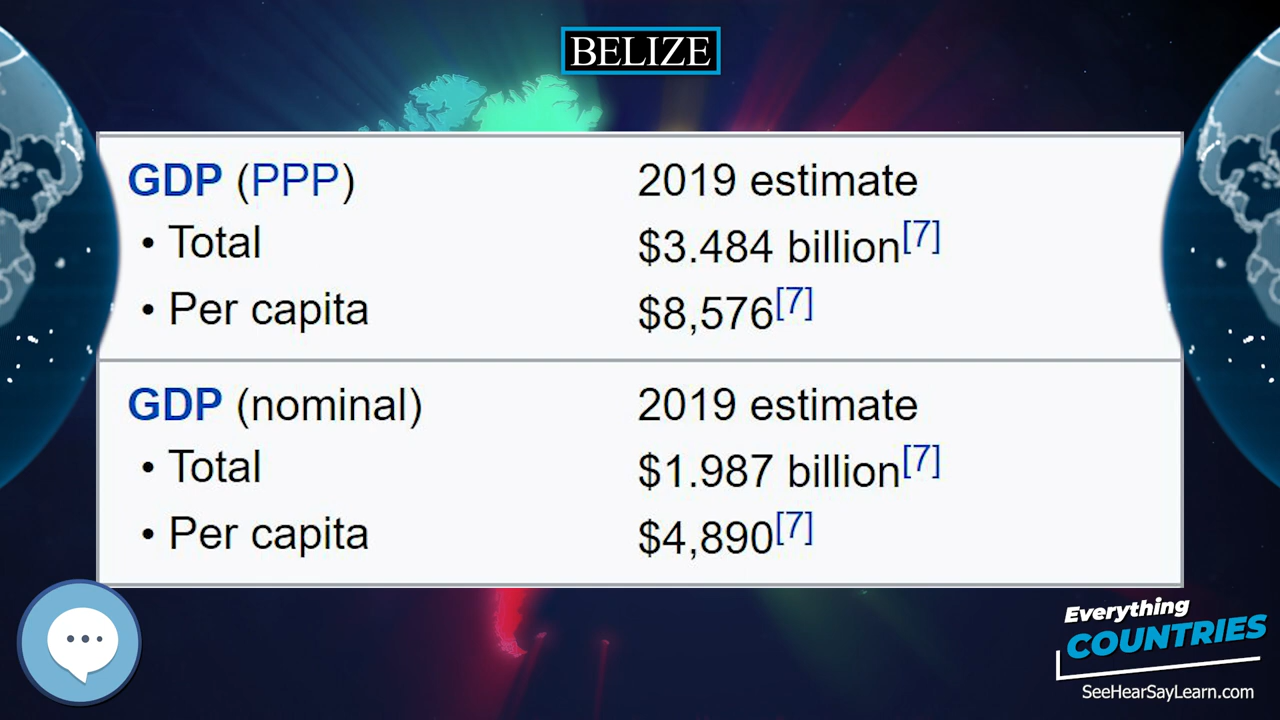 BELIZE
GDP (PPP) 2019 estimate
• Total $3.484 billion[7]
• Per capita $8,576[7]
GDP (nominal) 2019 estimate
• Total $1.987 billion[7]
• Per capita $4,890[7]
Everything
COUNTRIES
SeeHearSayLearn.com